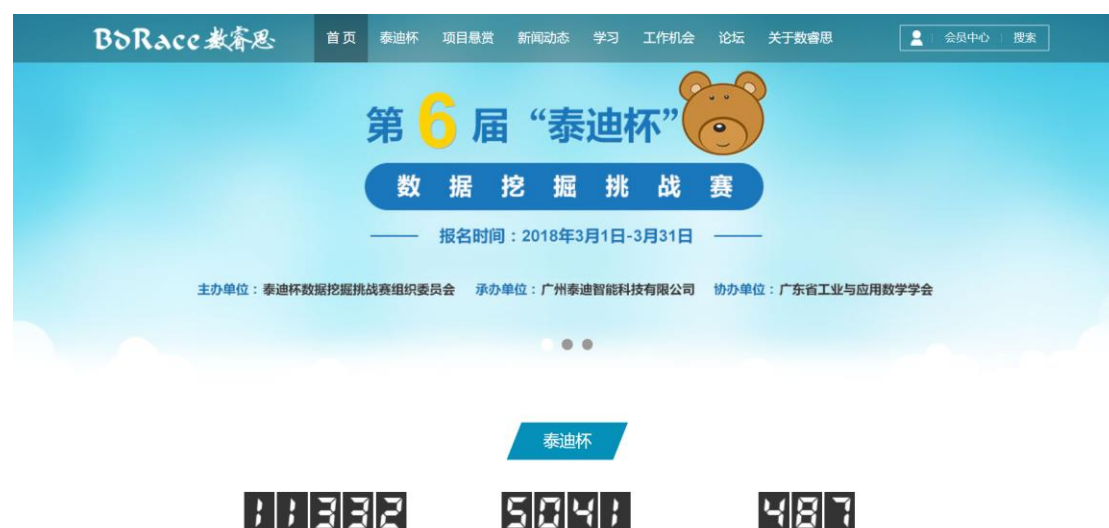 BdRace数睿思 首页 泰迪杯 项目悬赏 新闻动态 学习 工作机会 论坛 关于数睿思 会员中心 搜索
第6届“泰迪杯”
数据挖掘挑战赛
报名时间：2018年3月1日-3月31日
主办单位：泰迪杯数据挖掘挑战赛组织委员会 承办单位：广州泰迪智能科技有限公司 协办单位：广东省工业与应用数学学会
泰迪杯
11332 5041 487